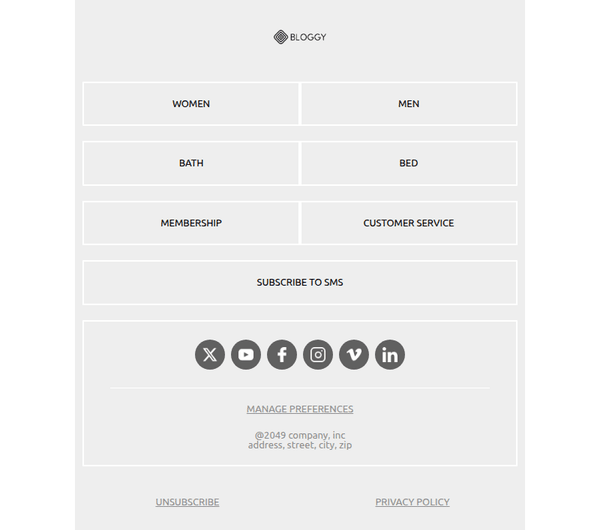 BLOGGY
WOMEN MEN
BATH BED
MEMBERSHIP CUSTOMER SERVICE
SUBSCRIBE TO SMS
MANAGE PREFERENCES
@2049 company, inc
address, street, city, zip
UNSUBSCRIBE PRIVACY POLICY